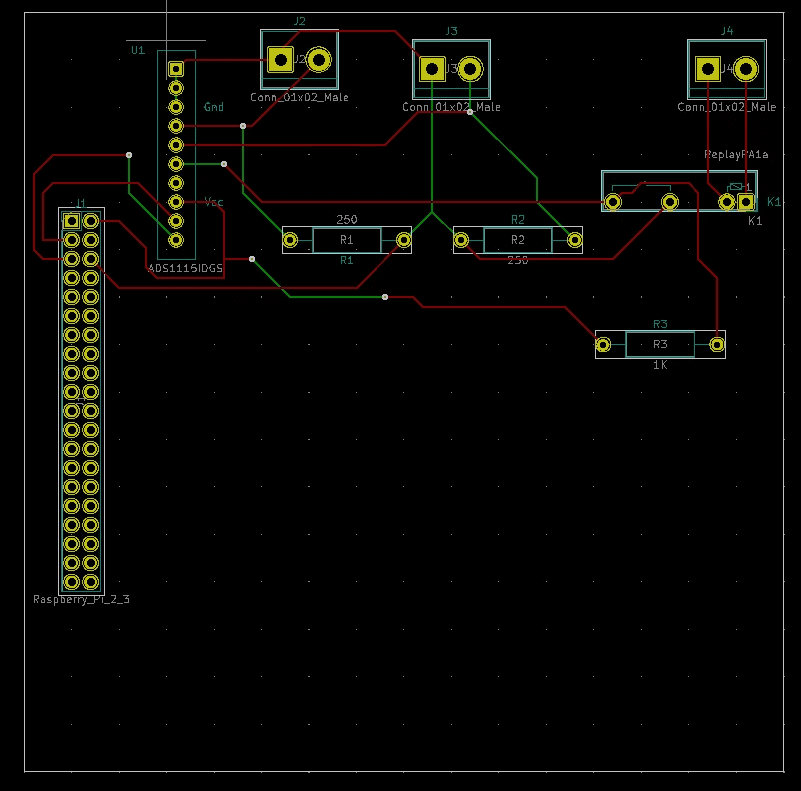 J2
J3
J4
U1
J2
J3
J4
Conn_01x02_Male
Conn_01x02_Male
Conn_01x02_Male
Gnd
ReplayPA1a
1
Vcc
K1
J1
K1
250
R2
R1
R2
R1
250
ADS1115IDGS
R3
R3
1K
Raspberry_Pi_2_3